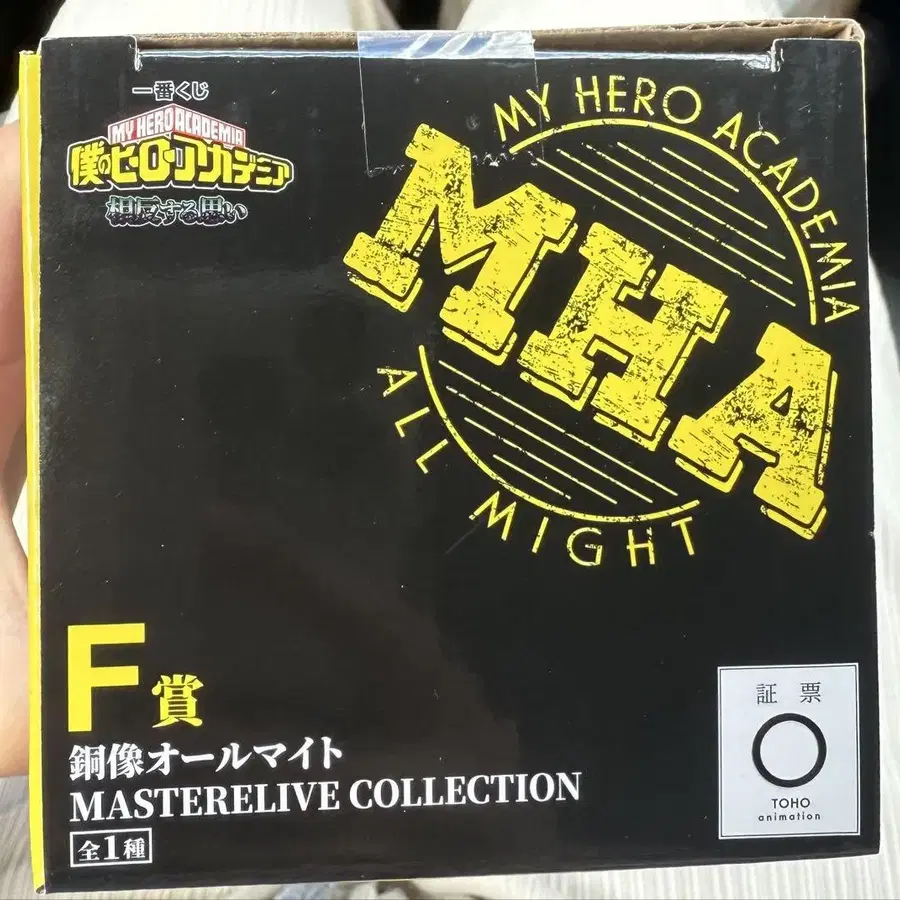 一番くじ
MY HERO ACADEMIA
僕のヒーローアカデミア
相反する思い
MY HERO ACADEMIA
MHA
ALL MIGHT
F賞
銅像オールマイト
MASTERELIVE COLLECTION
全1種
証票
TOHO
animation